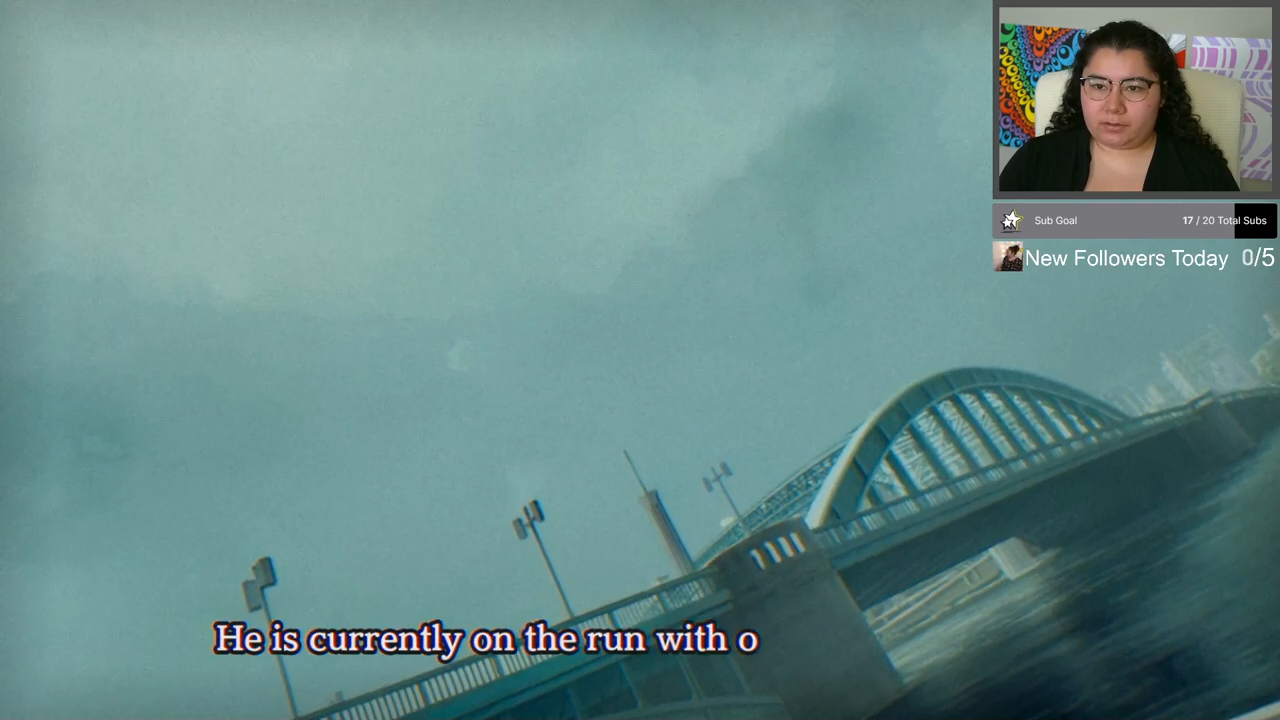 Sub Goal 17 / 20 Total Subs
New Followers Today 0/5
He is currently on the run with o